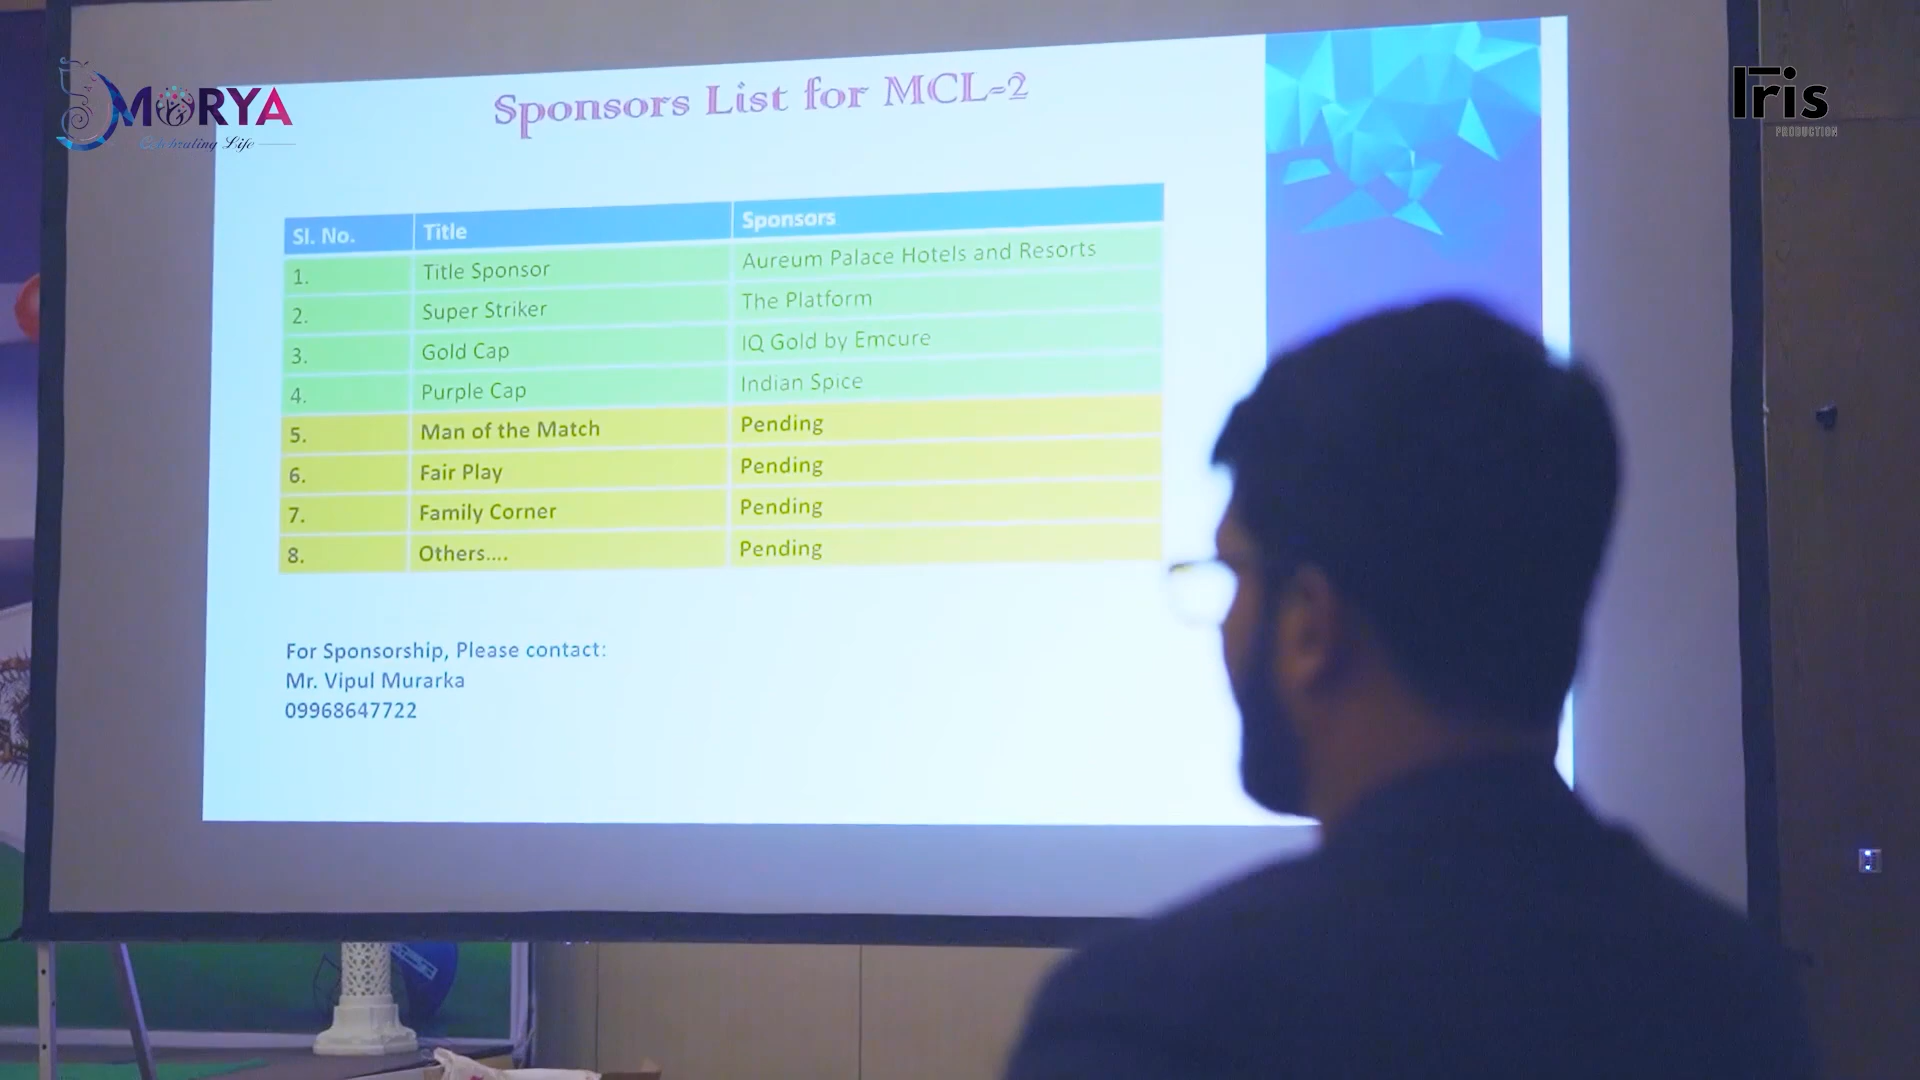 MORYA
Celebrating Life
Iris
PRODUCTION
Sponsors List for MCL-2
Sl. No. Title Sponsors
1. Title Sponsor Aureum Palace Hotels and Resorts
2. Super Striker The Platform
3. Gold Cap IQ Gold by Emcure
4. Purple Cap Indian Spice
5. Man of the Match Pending
6. Fair Play Pending
7. Family Corner Pending
8. Others.... Pending
For Sponsorship, Please contact:
Mr. Vipul Murarka
09968647722